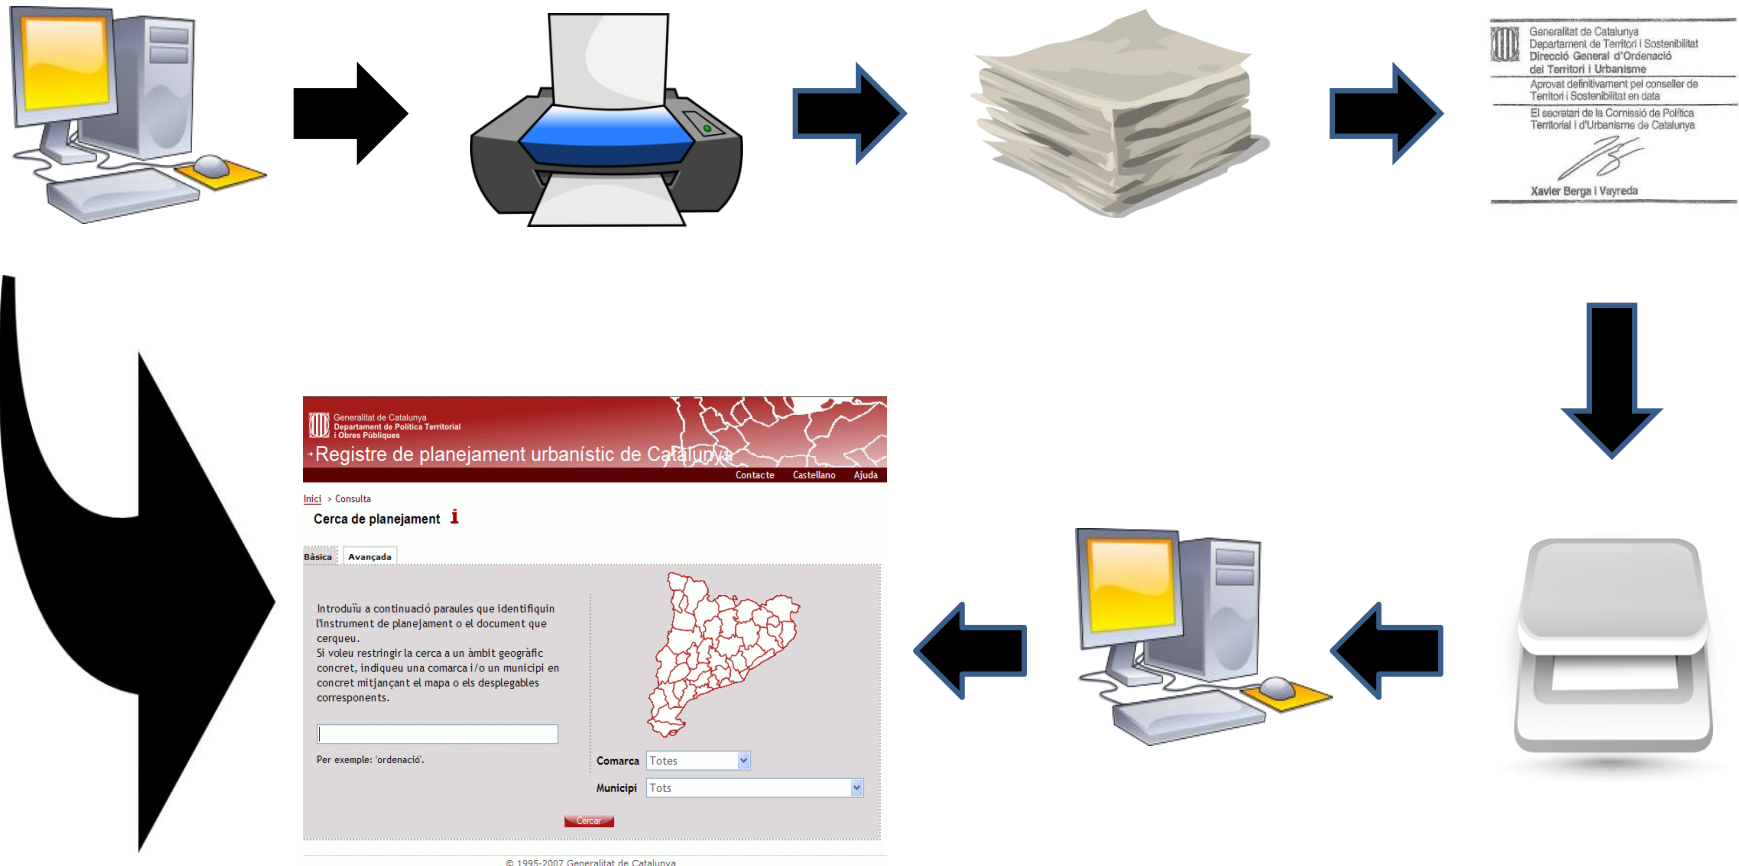 Generalitat de Catalunya
Departament de Territori i Sostenibilitat
Direcció General d'Ordenació
del Territori i Urbanisme
Aprovat definitivament pel conseller de
Territori i Sostenibilitat en data
El secretari de la Comissió de Política
Territorial i d'Urbanisme de Catalunya
Xavier Berga i Vayreda
Generalitat de Catalunya
Departament de Política Territorial
i Obres Públiques
Registre de planejament urbanístic de Catalunya
Contacte Castellano Ajuda
Inici > Consulta
Cerca de planejament i
Bàsica Avançada
Introduïu a continuació paraules que identifiquin
l'instrument de planejament o el document que
cerqueu.
Si voleu restringir la cerca a un àmbit geogràfic
concret, indiqueu una comarca i/o un municipi en
concret mitjançant el mapa o els desplegables
corresponents.
Per exemple: 'ordenació'.
Comarca Totes
Municipi Tots
Cercar
© 1995-2007 Generalitat de Catalunya